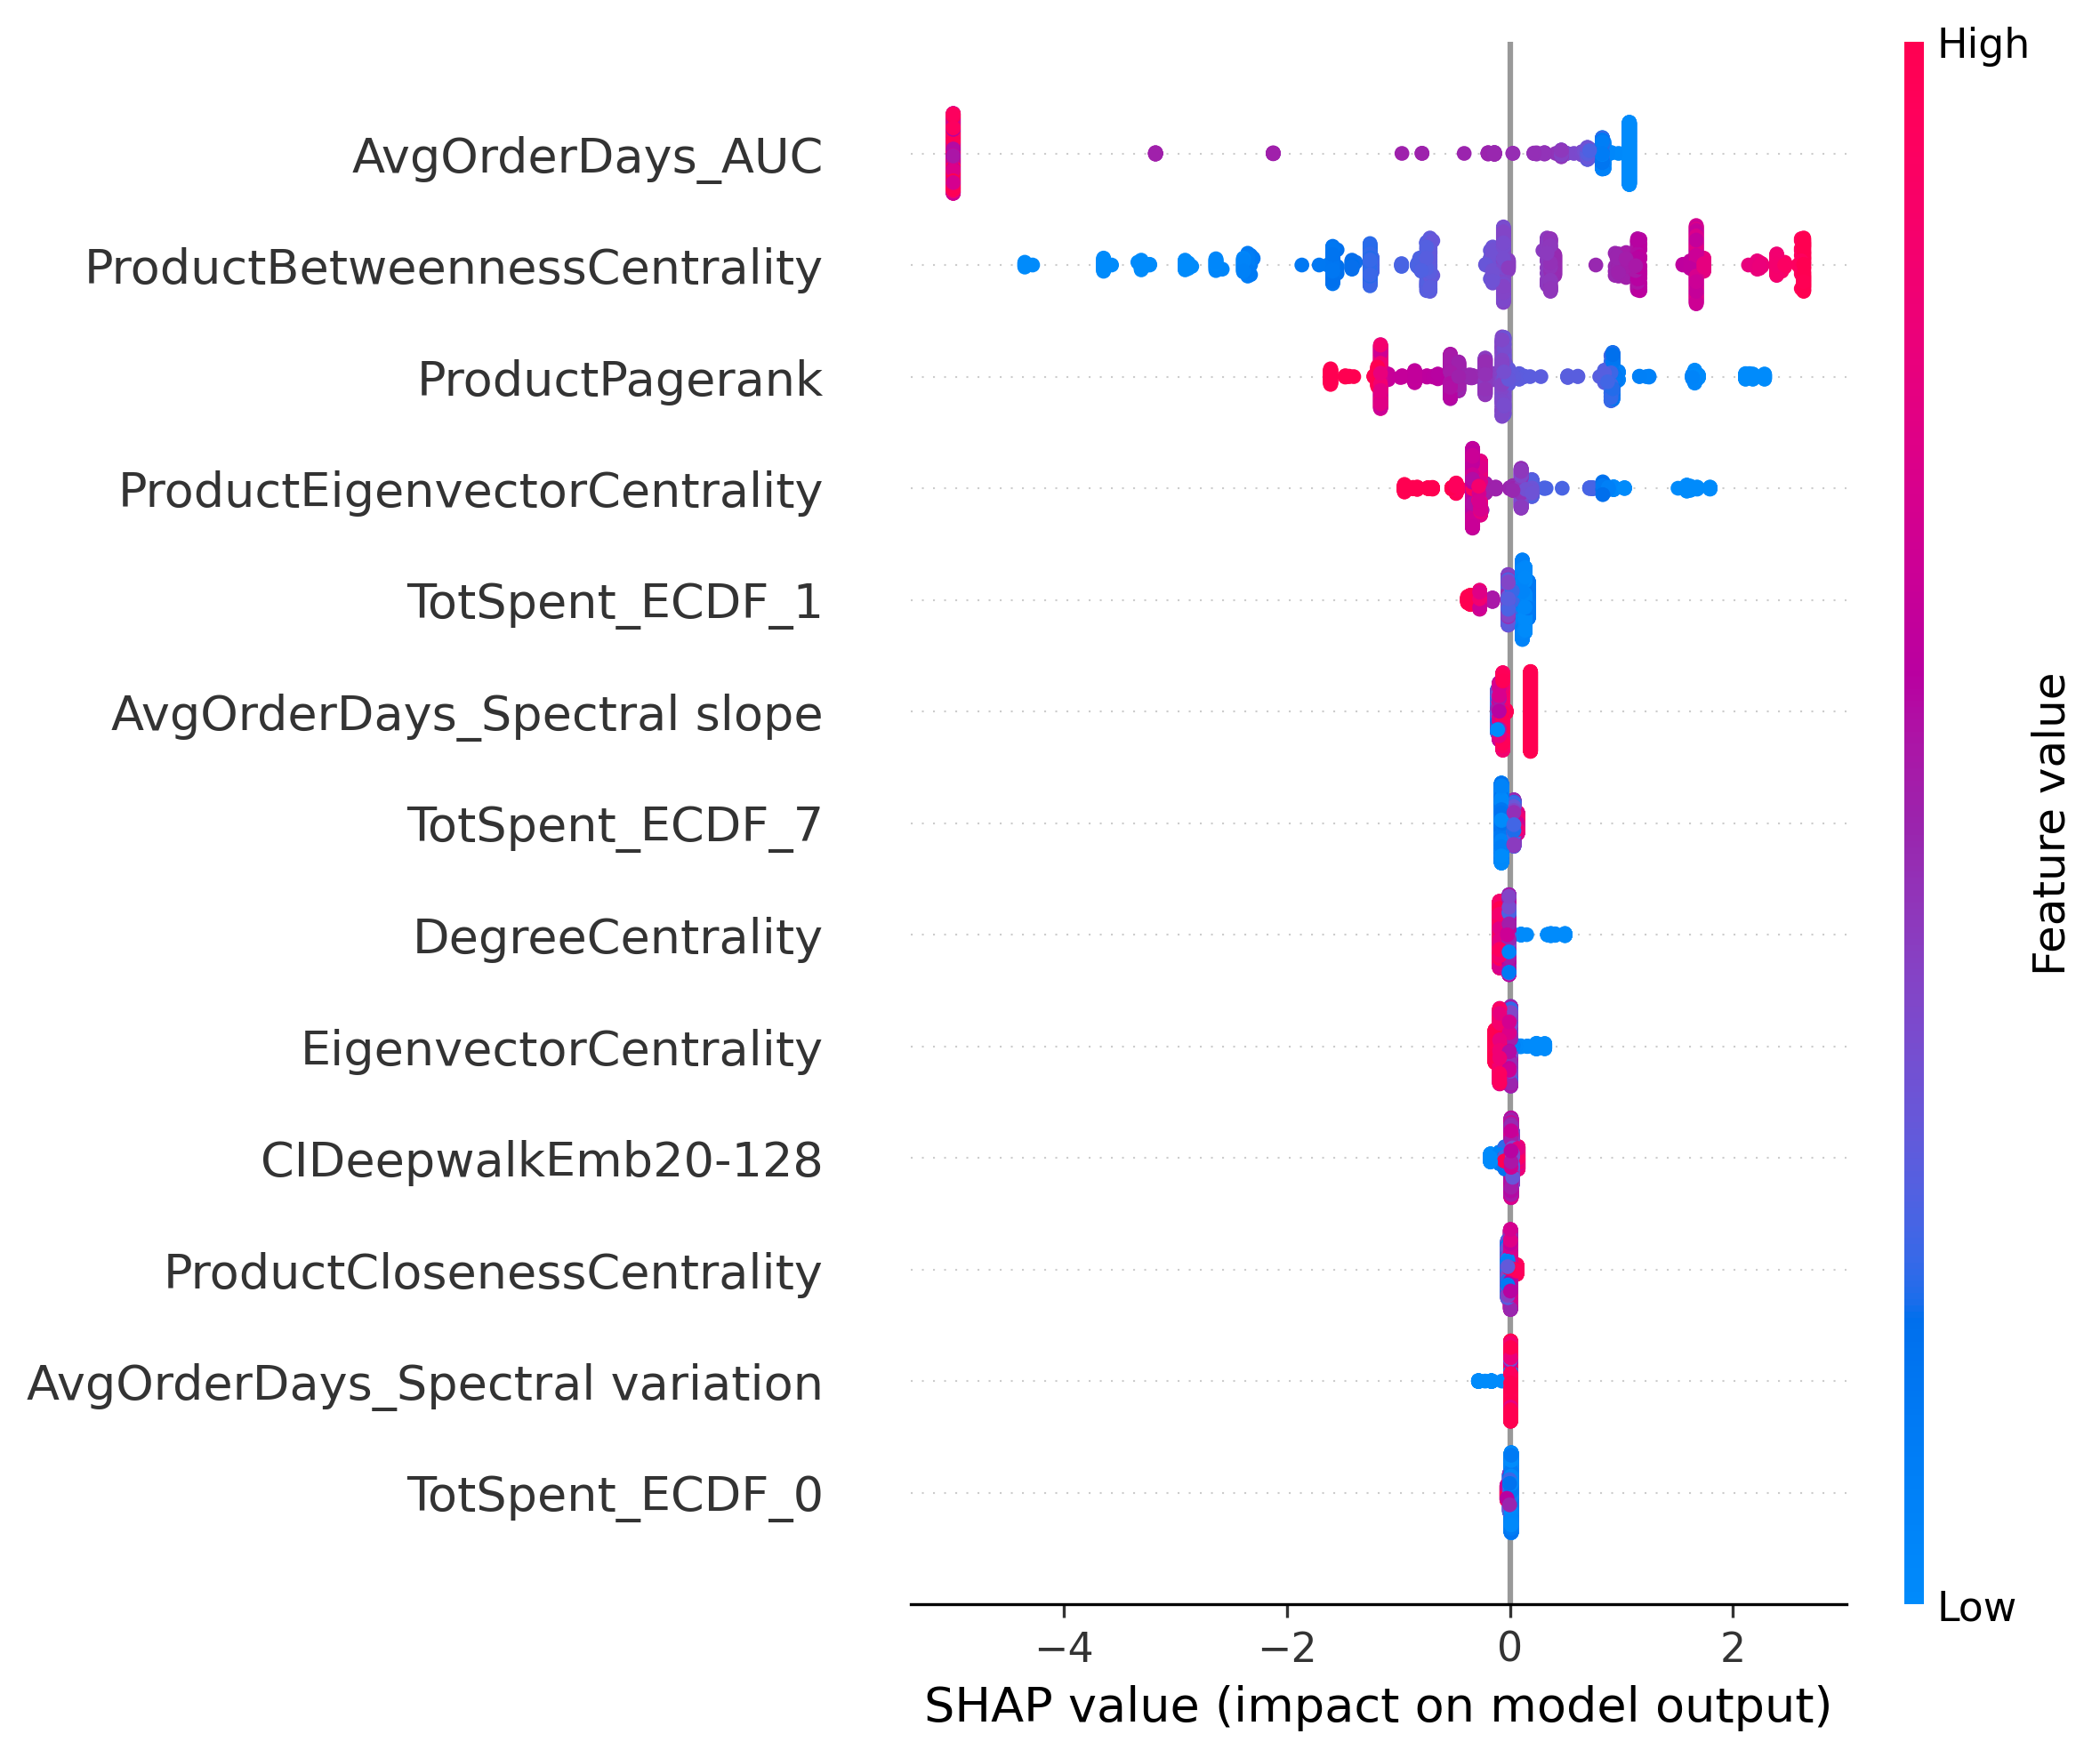 High
AvgOrderDays_AUC
ProductBetweennessCentrality
ProductPagerank
ProductEigenvectorCentrality
TotSpent_ECDF_1
AvgOrderDays_Spectral slope
TotSpent_ECDF_7
DegreeCentrality
EigenvectorCentrality
CIDeepwalkEmb20-128
ProductClosenessCentrality
AvgOrderDays_Spectral variation
TotSpent_ECDF_0
Feature value
Low
−4 −2 0 2
SHAP value (impact on model output)